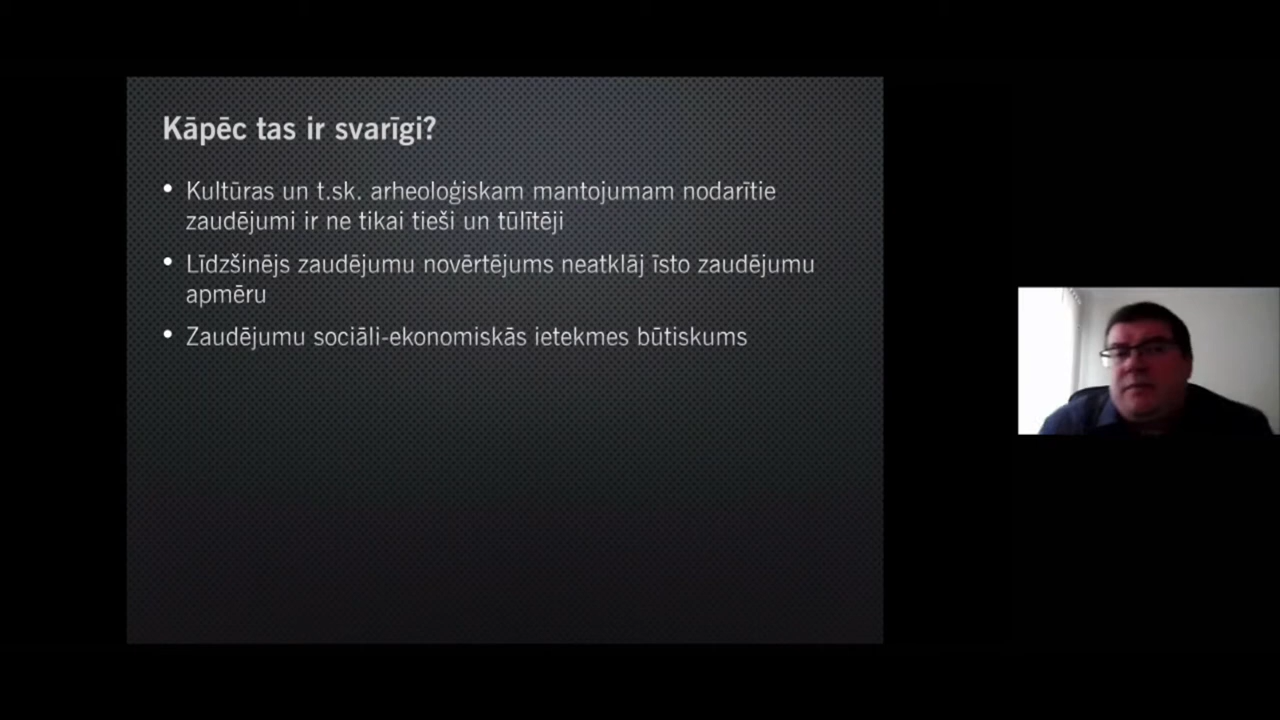 Kāpēc tas ir svarīgi?
• Kultūras un t.sk. arheoloģiskam mantojumam nodarītie
zaudējumi ir ne tikai tieši un tūlītēji
• Līdzšinējs zaudējumu novērtējums neatklāj īsto zaudējumu
apmēru
• Zaudējumu sociāli-ekonomiskās ietekmes būtiskums